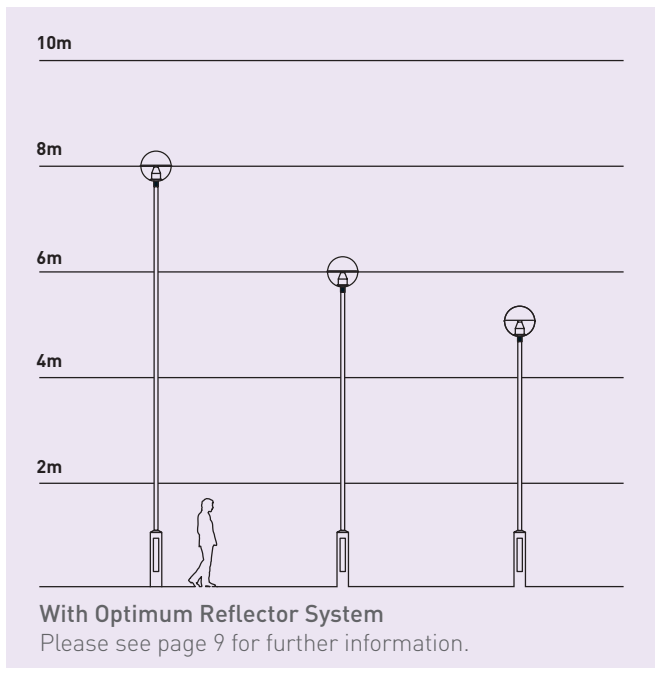 10m
8m
6m
4m
2m
With Optimum Reflector System
Please see page 9 for further information.